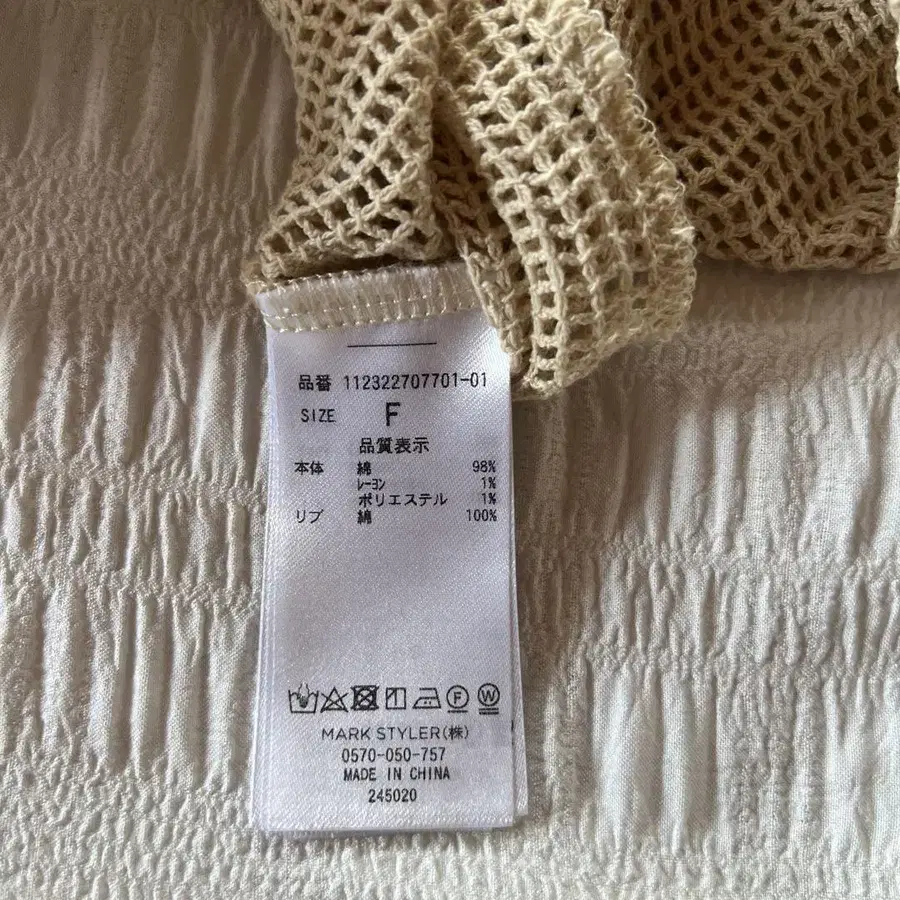 品番 112322707701-01
SIZE F
品質表示
本体 綿 98%
レーヨン 1%
ポリエステル 1%
リブ 綿 100%
F W
MARK STYLER(株)
0570-050-757
MADE IN CHINA
245020